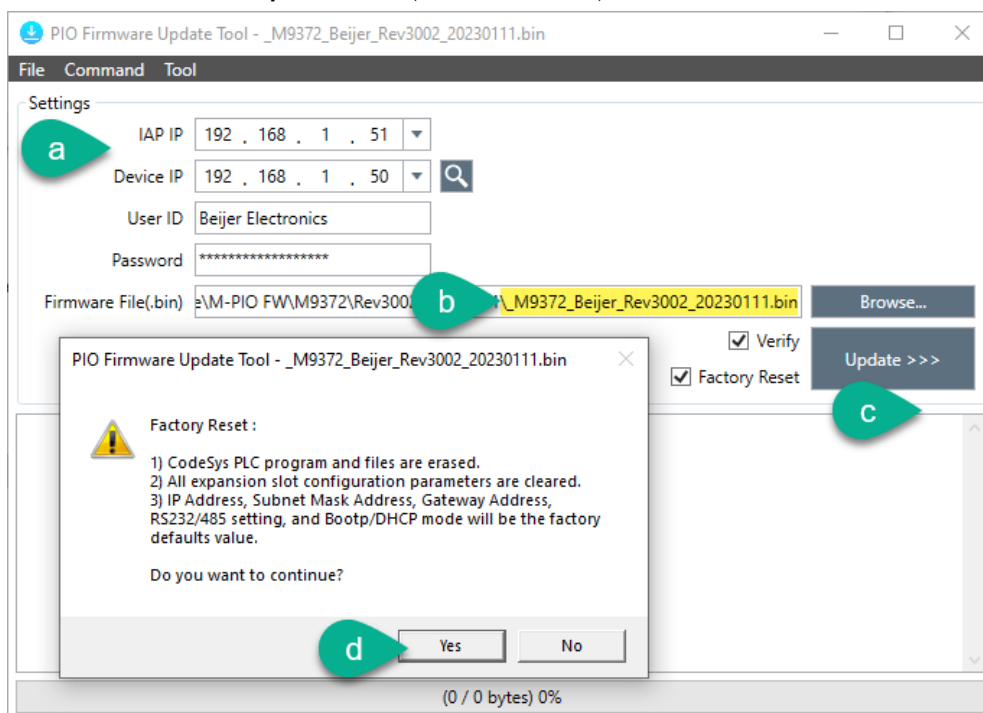 PIO Firmware Update Tool - _M9372_Beijer_Rev3002_20230111.bin
File Command Tool
Settings
a
IAP IP 192 . 168 . 1 . 51
Device IP 192 . 168 . 1 . 50
User ID Beijer Electronics
Password ******************
Firmware File(.bin) e\M-PIO FW\M9372\Rev300 b \_M9372_Beijer_Rev3002_20230111.bin Browse...
Verify
Factory Reset
Update >>>
c
PIO Firmware Update Tool - _M9372_Beijer_Rev3002_20230111.bin
Factory Reset :
1) CodeSys PLC program and files are erased.
2) All expansion slot configuration parameters are cleared.
3) IP Address, Subnet Mask Address, Gateway Address,
RS232/485 setting, and Bootp/DHCP mode will be the factory
defaults value.
Do you want to continue?
d
Yes No
(0 / 0 bytes) 0%